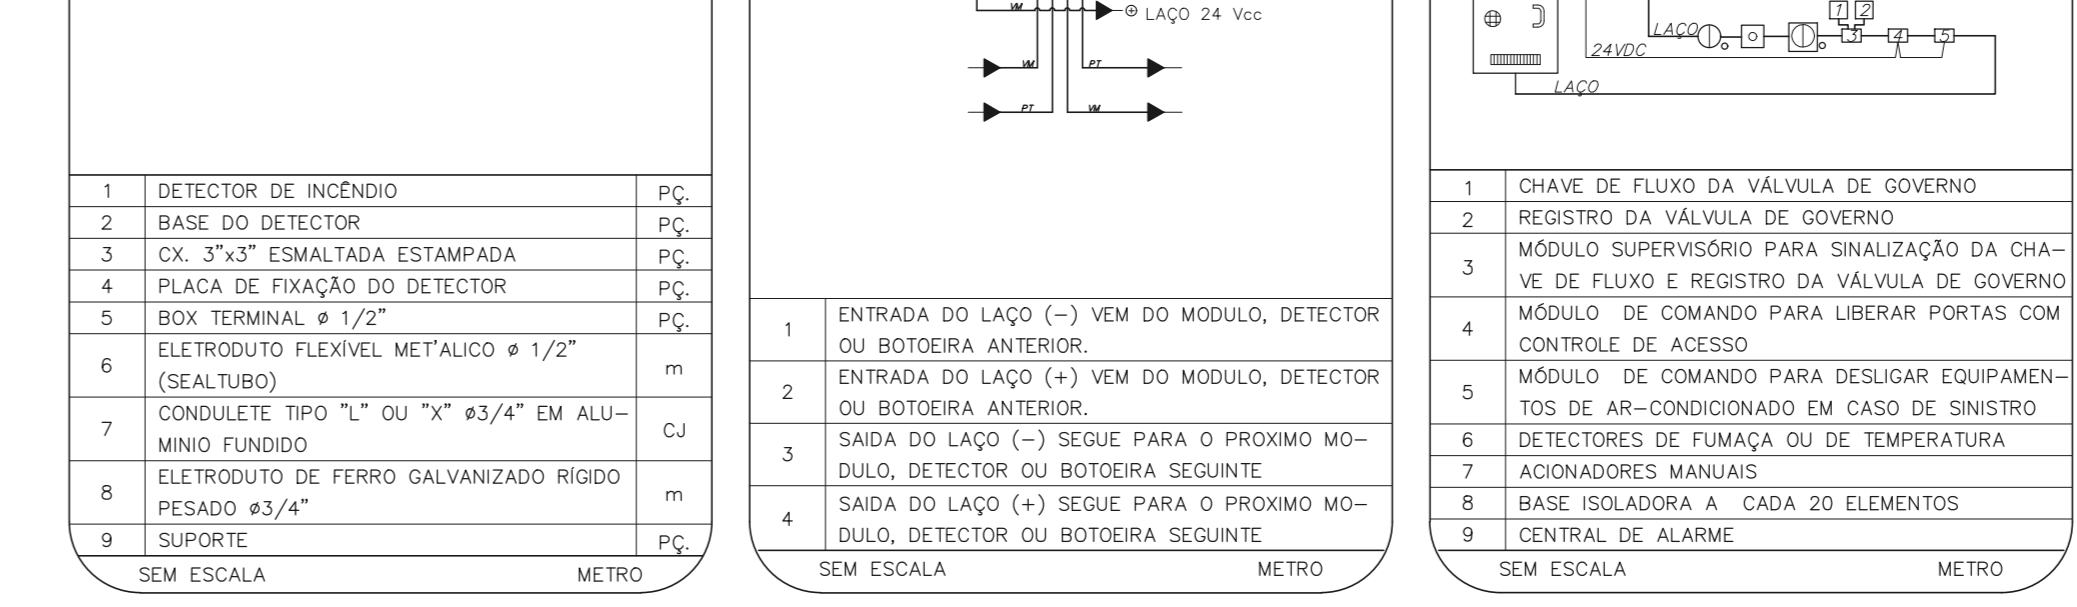 1 DETECTOR DE INCÊNDIO PÇ.
2 BASE DO DETECTOR PÇ.
3 CX. 3"x3" ESMALTADA ESTAMPADA PÇ.
4 PLACA DE FIXAÇÃO DO DETECTOR PÇ.
5 BOX TERMINAL ø 1/2" PÇ.
6 ELETRODUTO FLEXÍVEL MET'ALICO ø 1/2"
(SEALTUBO) m
7 CONDULETE TIPO "L" OU "X" ø3/4" EM ALU-
MINIO FUNDIDO CJ
8 ELETRODUTO DE FERRO GALVANIZADO RÍGIDO
PESADO ø3/4" m
9 SUPORTE PÇ.
SEM ESCALA METRO
VM ⊕ LAÇO 24 Vcc
VM PT
PT VM
1 ENTRADA DO LAÇO (-) VEM DO MODULO, DETECTOR
OU BOTOEIRA ANTERIOR.
2 ENTRADA DO LAÇO (+) VEM DO MODULO, DETECTOR
OU BOTOEIRA ANTERIOR.
3 SAIDA DO LAÇO (-) SEGUE PARA O PROXIMO MO-
DULO, DETECTOR OU BOTOEIRA SEGUINTE
4 SAIDA DO LAÇO (+) SEGUE PARA O PROXIMO MO-
DULO, DETECTOR OU BOTOEIRA SEGUINTE
SEM ESCALA METRO
1 2
LAÇO 3 4 5
24VDC
LAÇO
1 CHAVE DE FLUXO DA VÁLVULA DE GOVERNO
2 REGISTRO DA VÁLVULA DE GOVERNO
3 MÓDULO SUPERVISÓRIO PARA SINALIZAÇÃO DA CHA-
VE DE FLUXO E REGISTRO DA VÁLVULA DE GOVERNO
4 MÓDULO DE COMANDO PARA LIBERAR PORTAS COM
CONTROLE DE ACESSO
5 MÓDULO DE COMANDO PARA DESLIGAR EQUIPAMEN-
TOS DE AR-CONDICIONADO EM CASO DE SINISTRO
6 DETECTORES DE FUMAÇA OU DE TEMPERATURA
7 ACIONADORES MANUAIS
8 BASE ISOLADORA A CADA 20 ELEMENTOS
9 CENTRAL DE ALARME
SEM ESCALA METRO